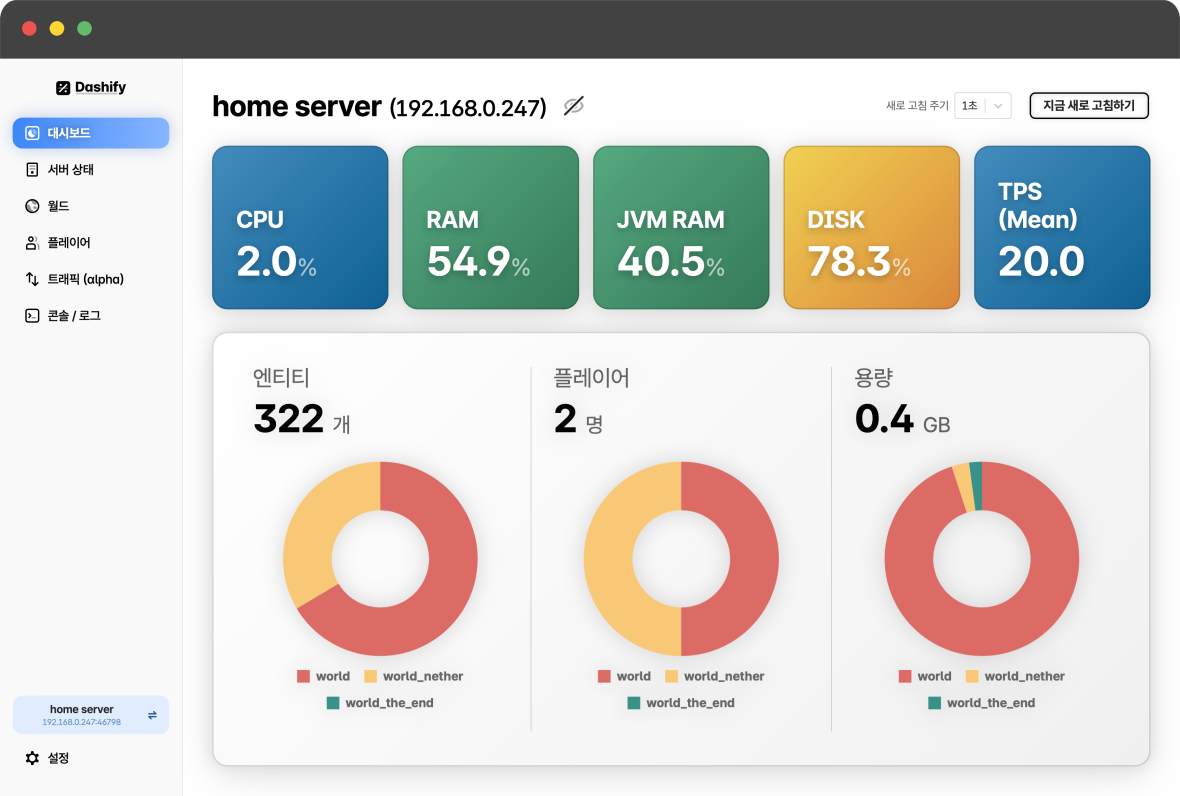 Dashify
대시보드
서버 상태
월드
플레이어
트래픽 (alpha)
콘솔 / 로그
home server
192.168.0.247:46798
설정
home server (192.168.0.247)
새로 고침 주기
1초
지금 새로 고침하기
CPU
2.0%
RAM
54.9%
JVM RAM
40.5%
DISK
78.3%
TPS
(Mean)
20.0
엔티티
322 개
world world_nether
world_the_end
플레이어
2 명
world world_nether
world_the_end
용량
0.4 GB
world world_nether
world_the_end